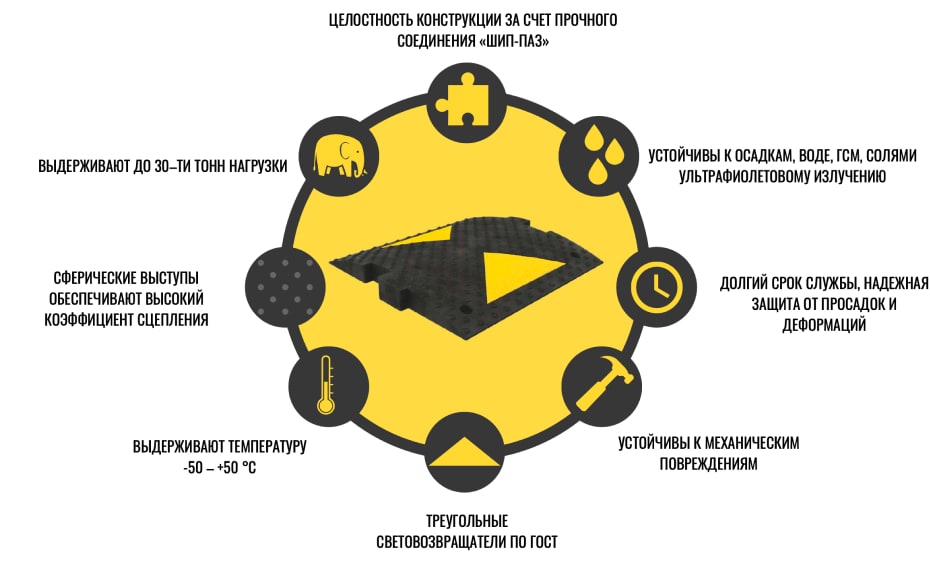 ЦЕЛОСТНОСТЬ КОНСТРУКЦИИ ЗА СЧЕТ ПРОЧНОГО
СОЕДИНЕНИЯ «ШИП-ПАЗ»
ВЫДЕРЖИВАЮТ ДО 30–ТИ ТОНН НАГРУЗКИ
УСТОЙЧИВЫ К ОСАДКАМ, ВОДЕ, ГСМ, СОЛЯМИ
УЛЬТРАФИОЛЕТОВОМУ ИЗЛУЧЕНИЮ
СФЕРИЧЕСКИЕ ВЫСТУПЫ
ОБЕСПЕЧИВАЮТ ВЫСОКИЙ
КОЭФФИЦИЕНТ СЦЕПЛЕНИЯ
ДОЛГИЙ СРОК СЛУЖБЫ, НАДЕЖНАЯ
ЗАЩИТА ОТ ПРОСАДОК И
ДЕФОРМАЦИЙ
ВЫДЕРЖИВАЮТ ТЕМПЕРАТУРУ
-50 – +50 °С
УСТОЙЧИВЫ К МЕХАНИЧЕСКИМ
ПОВРЕЖДЕНИЯМ
ТРЕУГОЛЬНЫЕ
СВЕТОВОЗВРАЩАТЕЛИ ПО ГОСТ